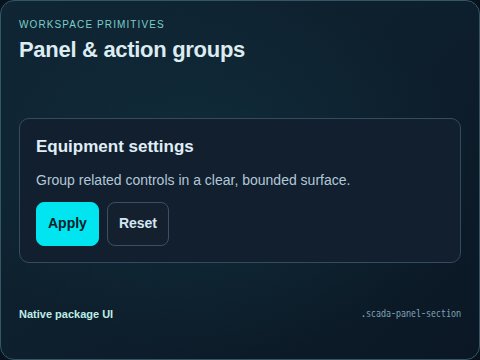 WORKSPACE PRIMITIVES
Panel & action groups
Equipment settings
Group related controls in a clear, bounded surface.
Apply Reset
Native package UI .scada-panel-section